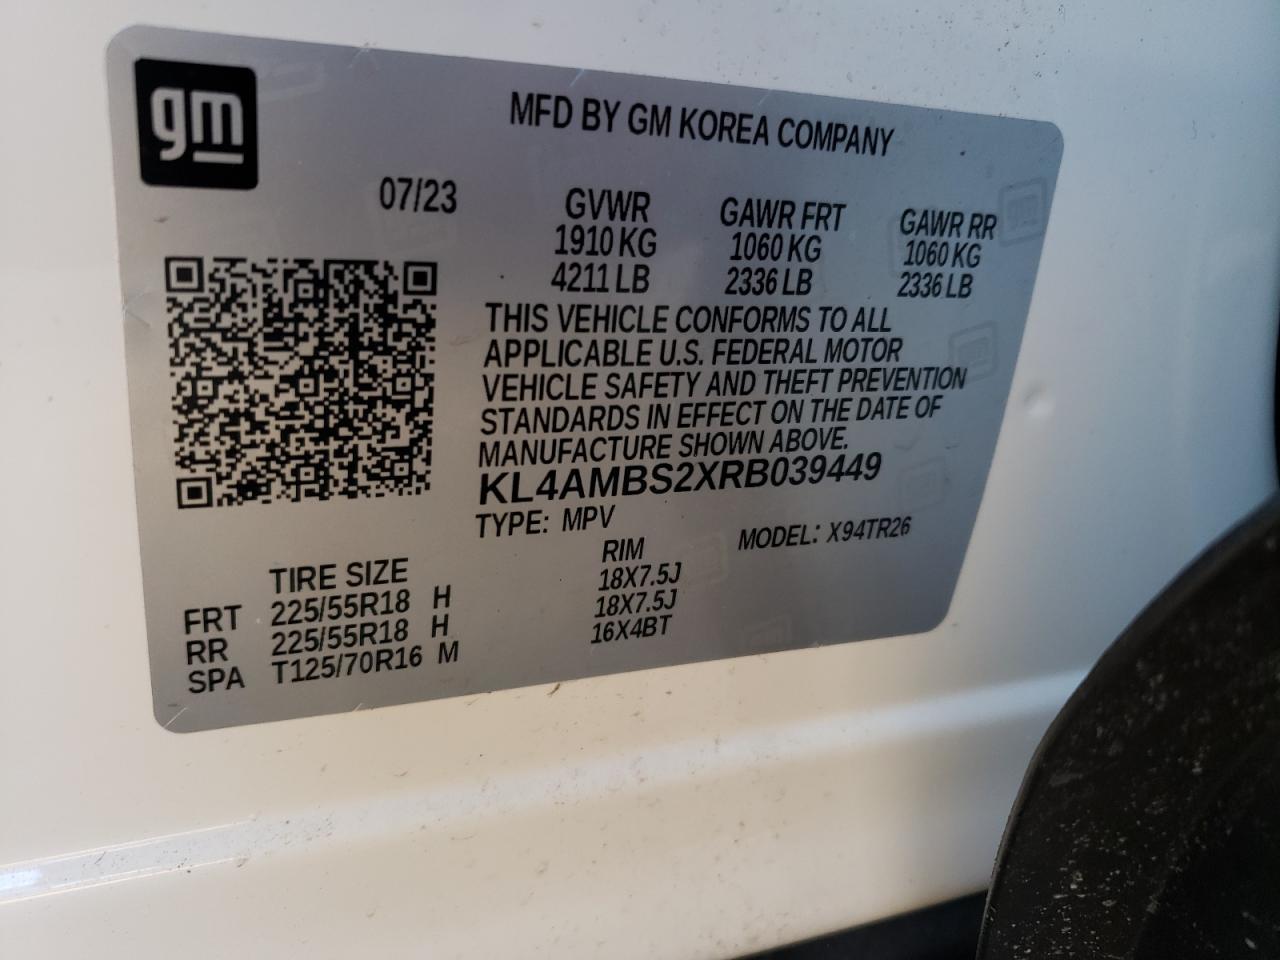 gm
MFD BY GM KOREA COMPANY
07/23
GVWR GAWR FRT GAWR RR
1910 KG 1060 KG 1060 KG
4211 LB 2336 LB 2336 LB
THIS VEHICLE CONFORMS TO ALL
APPLICABLE U.S. FEDERAL MOTOR
VEHICLE SAFETY AND THEFT PREVENTION
STANDARDS IN EFFECT ON THE DATE OF
MANUFACTURE SHOWN ABOVE.
KL4AMBS2XRB039449
TYPE: MPV MODEL: X94TR26
TIRE SIZE RIM
FRT 225/55R18 H 18X7.5J
RR 225/55R18 H 18X7.5J
SPA T125/70R16 M 16X4BT